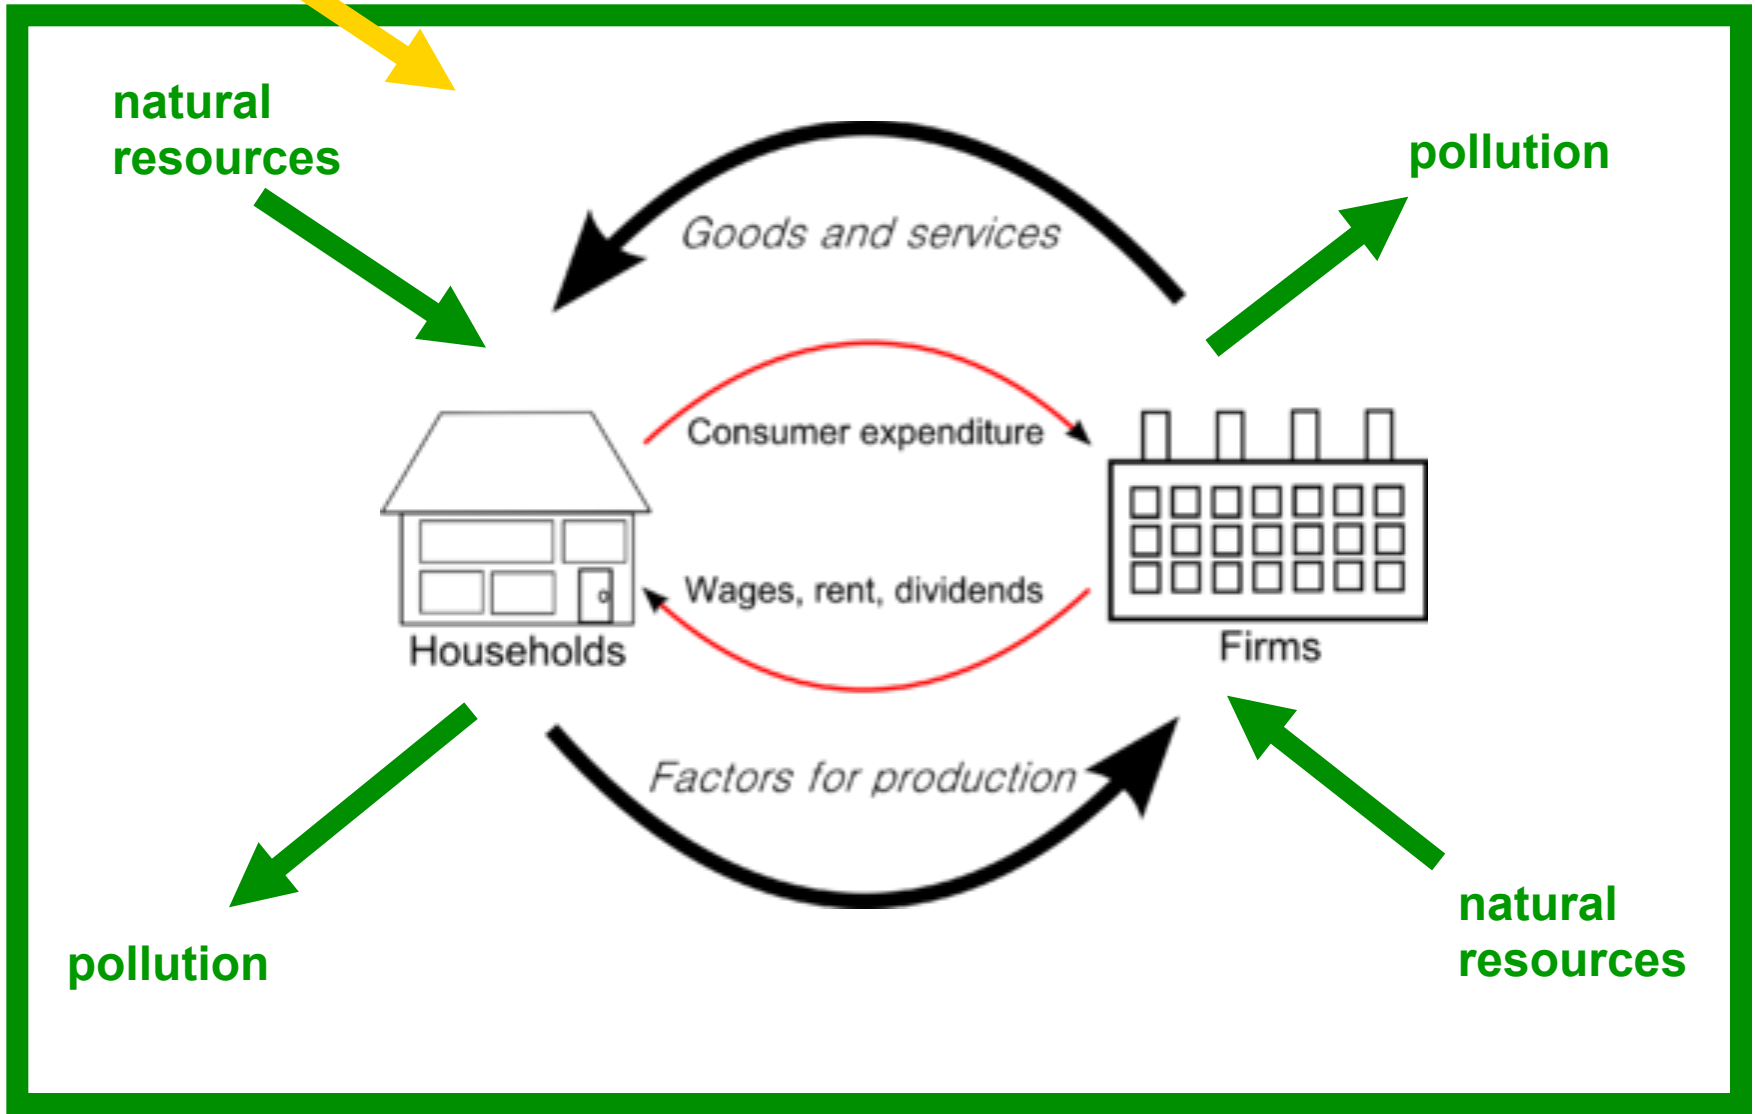 natural
resources
pollution
Goods and services
Consumer expenditure
Wages, rent, dividends
Households
Firms
Factors for production
pollution
natural
resources